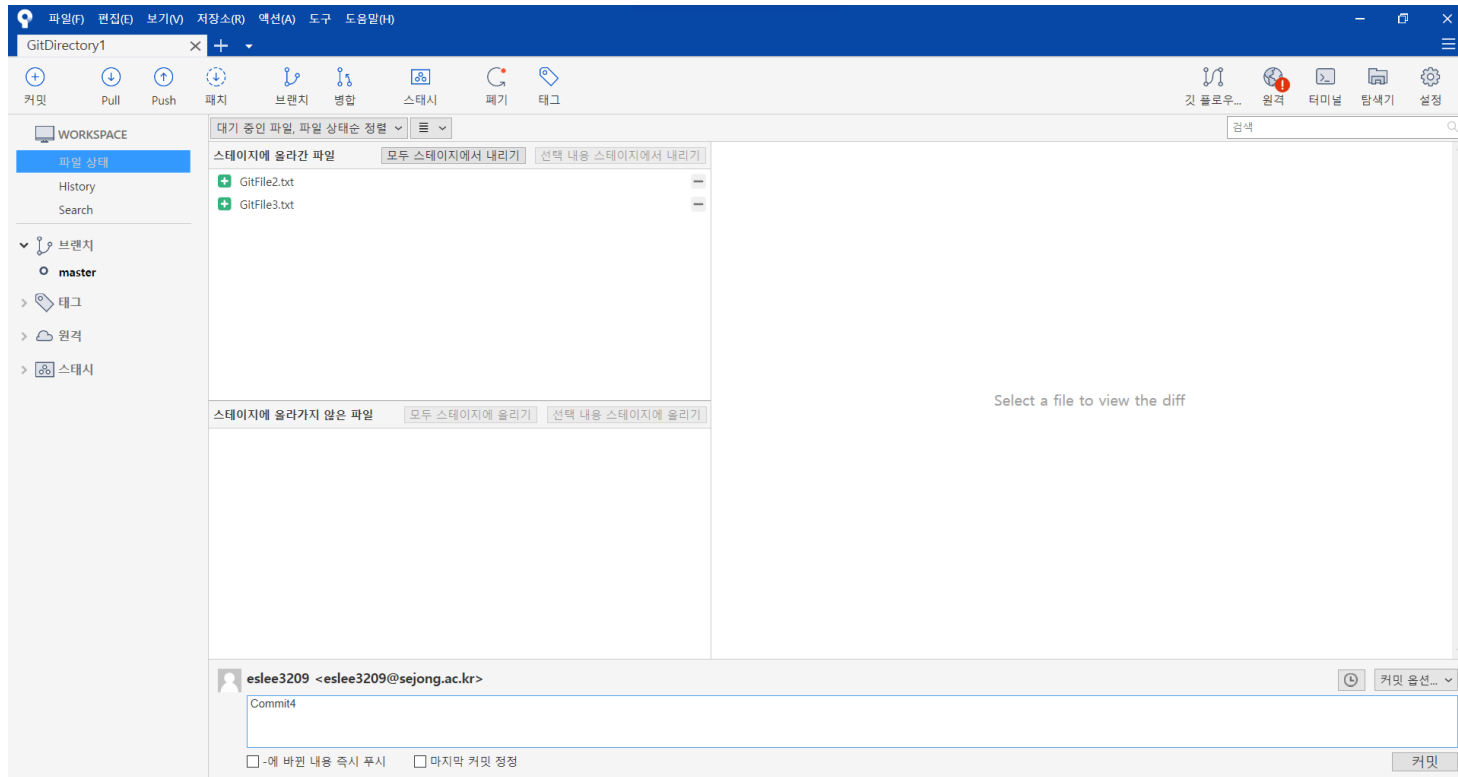 파일(F) 편집(E) 보기(V) 저장소(R) 액션(A) 도구 도움말(H)
GitDirectory1
커밋 Pull Push 패치 브랜치 병합 스태시 폐기 태그 깃 플로우... 원격 터미널 탐색기 설정
WORKSPACE
파일 상태
History
Search
브랜치
master
태그
원격
스태시
대기 중인 파일, 파일 상태순 정렬
검색
스테이지에 올라간 파일 모두 스테이지에서 내리기 선택 내용 스테이지에서 내리기
GitFile2.txt
GitFile3.txt
스테이지에 올라가지 않은 파일 모두 스테이지에 올리기 선택 내용 스테이지에 올리기
Select a file to view the diff
eslee3209 <eslee3209@sejong.ac.kr>
커밋 옵션...
Commit4
-에 바뀐 내용 즉시 푸시 마지막 커밋 정정
커밋